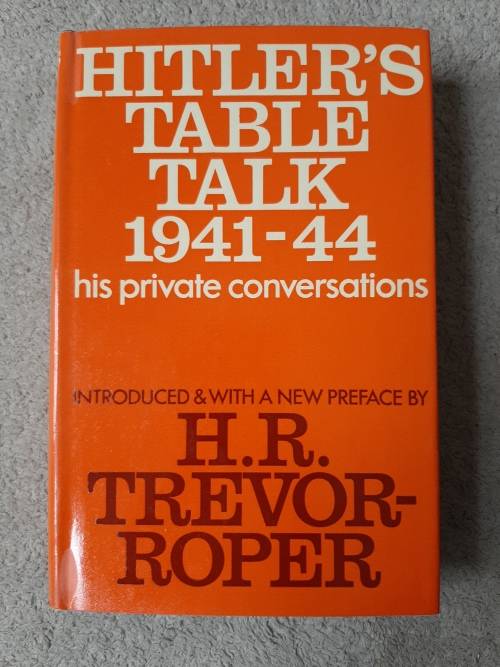 HITLER'S
TABLE
TALK
1941-44
his private conversations
INTRODUCED & WITH A NEW PREFACE BY
H.R.
TREVOR-
ROPER